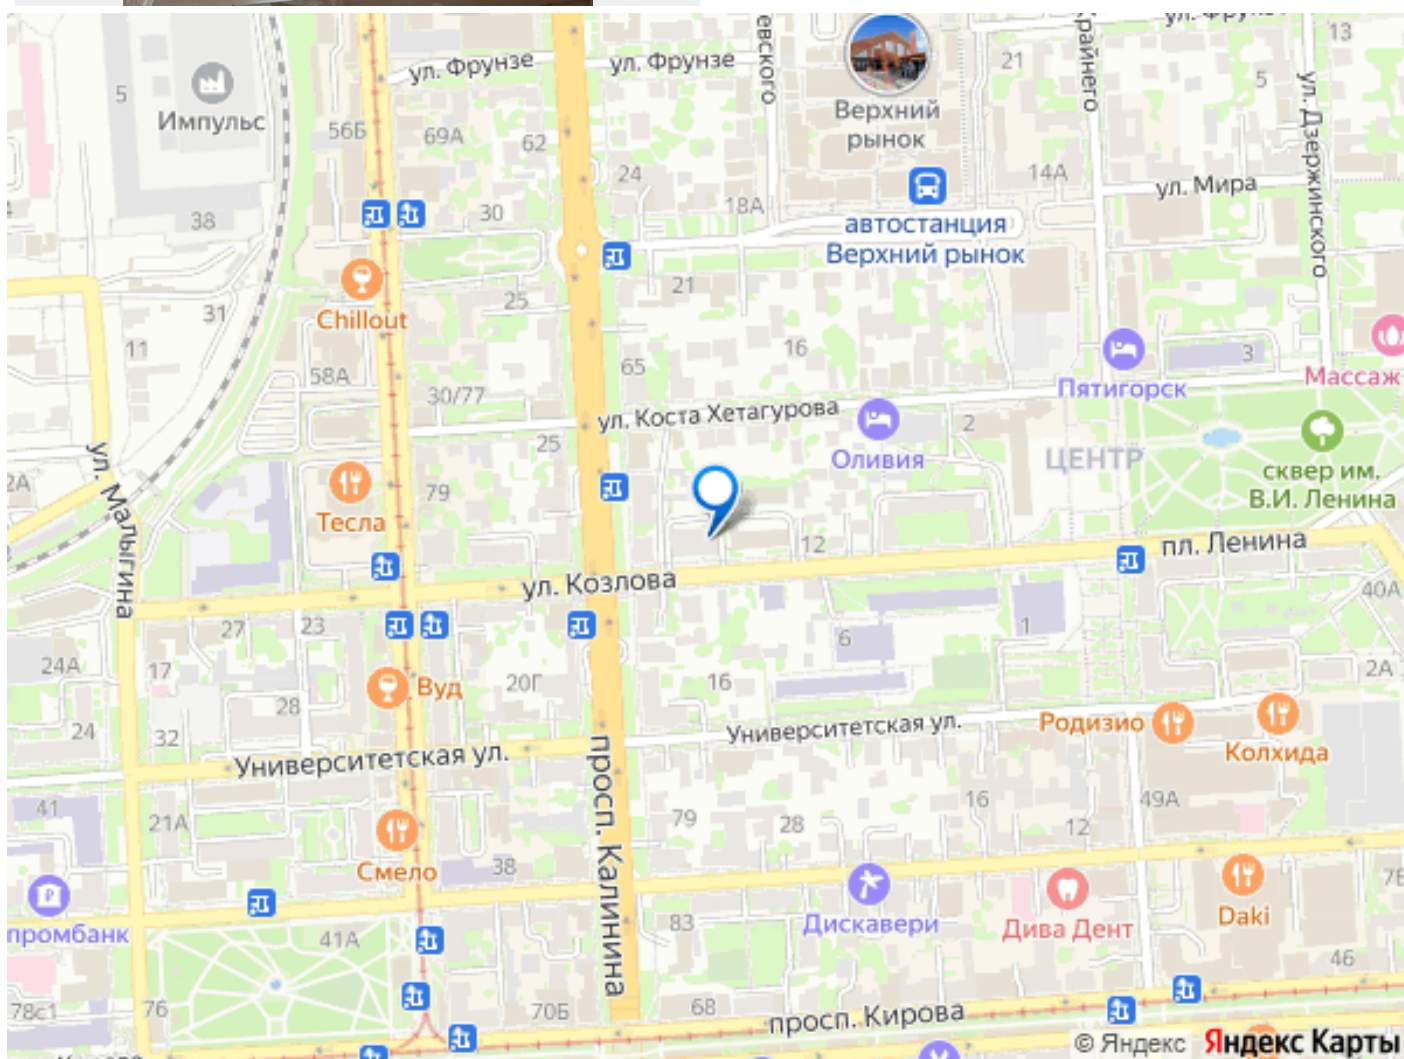 ул. Фрунзе
ул. Фрунзе
евского
21
райнего
13
5
ул. Дзержинского
5
Импульс
56Б
69А
62
Верхний
рынок
24
14А
ул. Мира
38
30
18А
автостанция
Верхний рынок
Chillout
25
21
31
11
58А
30/77
65
16
Пятигорск
3
Массаж
ул. Коста Хетагурова
25
Оливия
2
ЦЕНТР
сквер им.
В.И. Ленина
2А
ул. Малыгина
Тесла
79
12
пл. Ленина
ул. Козлова
40А
27
23
6
1
24А
17
28
Вуд
20Г
16
2А
24
32
Университетская ул.
Университетская ул.
Родизио
Колхида
просп. Калинина
41
21А
Смело
38
79
28
16
12
49А
промбанк
41А
83
Дискавери
Дива Дент
Daki
78с1
76
70Б
68
просп. Кирова
46
© Яндекс Яндекс Карты